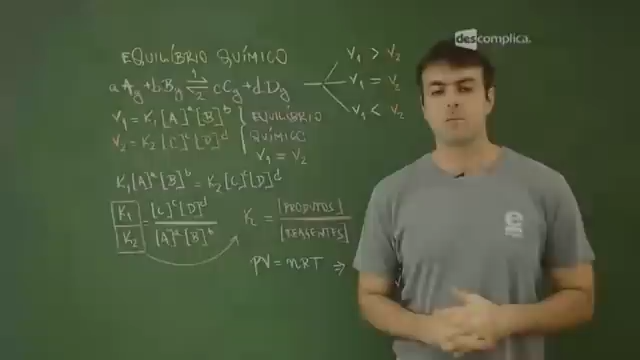 descomplica.
EQUILÍBRIO QUÍMICO
aAg + bBg ⇌ cCg + dDg
1
2
V1 > V2
V1 = V2
V1 < V2
V1 = K1[A]^a[B]^b
V2 = K2[C]^c[D]^d
EQUILÍBRIO
QUÍMICO
V1 = V2
K1[A]^a[B]^b = K2[C]^c[D]^d
K1/K2 = [C]^c[D]^d/[A]^a[B]^b
= [PRODUTOS]/[REAGENTES]
PV = nRT ⇒
e